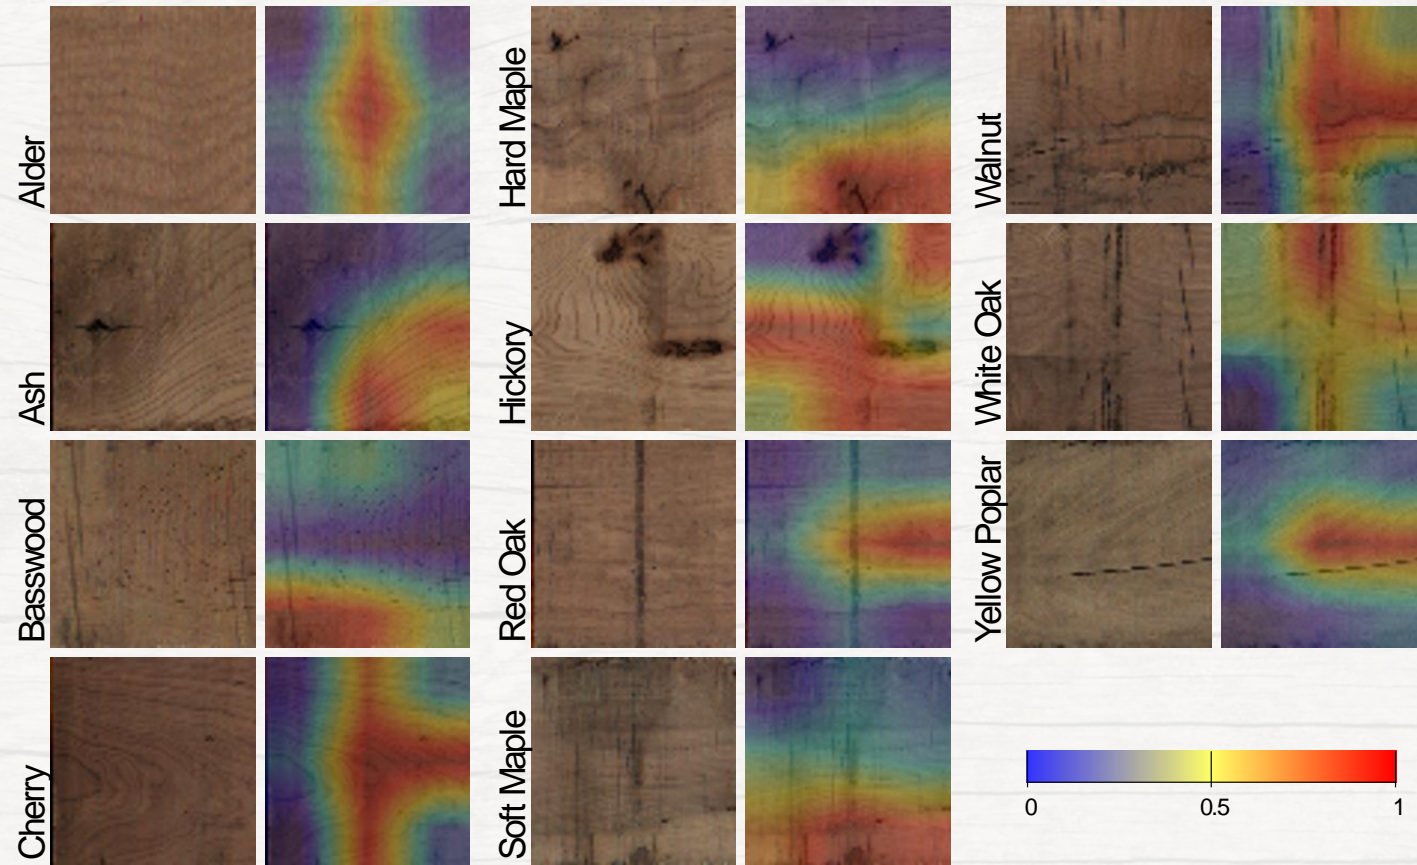 Alder
Hard Maple
Walnut
Ash
Hickory
White Oak
Basswood
Red Oak
Yellow Poplar
Cherry
Soft Maple
0
0.5
1